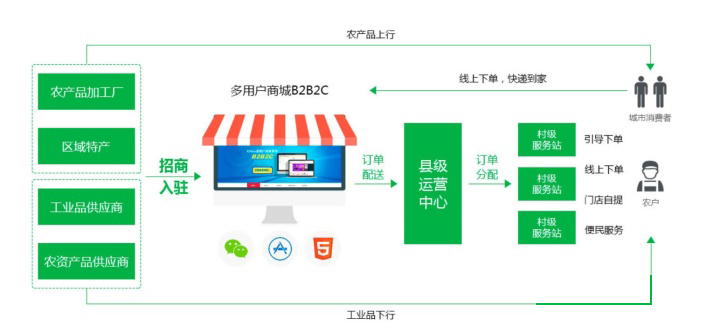 农产品上行
线上下单，快递到家
多用户商城B2B2C
农产品加工厂
城市消费者
区域特产
B2B2C
招商
入驻
订单
配送
县级
运营
中心
订单
分配
村级
服务站
引导下单
线上下单
村级
服务站
门店自提
农户
工业品供应商
村级
服务站
便民服务
农资产品供应商
工业品下行